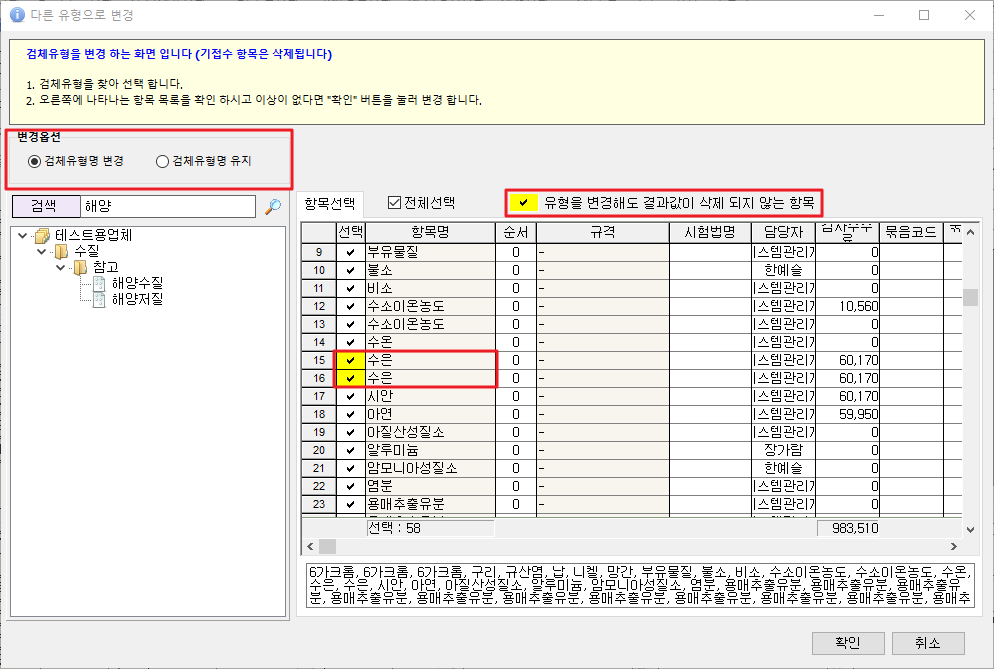 다른 유형으로 변경
검체유형을 변경 하는 화면 입니다 (기접수 항목은 삭제됩니다)
1. 검체유형을 찾아 선택 합니다.
2. 오른쪽에 나타나는 항목 목록을 확인 하시고 이상이 없다면 "확인" 버튼을 눌러 변경 합니다.
변경옵션
검체유형명 변경 검체유형명 유지
검색 해양
테스트용업체
수질
참고
해양수질
해양저질
항목선택 전체선택 유형을 변경해도 결과값이 삭제 되지 않는 항목
선택 항목명 순서 규격 시험법명 담당자 묶음코드
9 부유물질 0 - 스템관리 0
10 불소 0 - 한예슬 0
11 비소 0 - 스템관리 0
12 수소이온농도 0 - 스템관리 10,560
13 수소이온농도 0 - 스템관리 0
14 수온 0 - 스템관리 0
15 수은 0 - 스템관리 60,170
16 수은 0 - 스템관리 60,170
17 시안 0 - 스템관리 60,170
18 아연 0 - 스템관리 59,950
19 아질산성질소 0 - 스템관리 0
20 알루미늄 0 - 장가람 0
21 암모니아성질소 0 - 한예슬 0
22 염분 0 - 스템관리 0
23 용매추출유분 0 - 스템관리 0
선택 : 58 983,510
6가크롬, 6가크롬, 6가크롬, 구리, 규산염, 납, 니켈, 망간, 부유물질, 불소, 비소, 수소이온농도, 수소이온농도, 수온,
수은, 수은, 시안, 아연, 아질산성질소, 알루미늄, 암모니아성질소, 염분, 용매추출유분, 용매추출유분, 용매추출유
분, 용매추출유분, 용매추출유분, 용매추출유분, 용매추출유분, 용매추출유분, 용매추출유분, 용매추출유분, 용매추
확인 취소